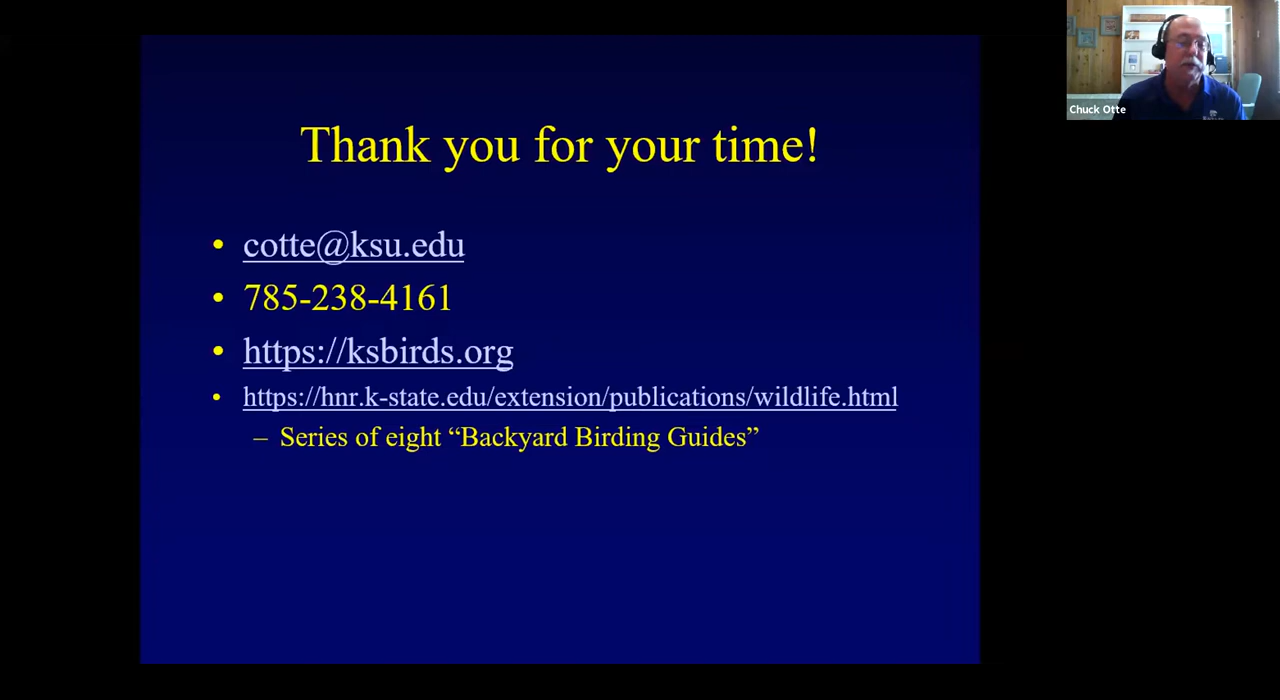 Thank you for your time!
• cotte@ksu.edu
• 785-238-4161
• https://ksbirds.org
• https://hnr.k-state.edu/extension/publications/wildlife.html
– Series of eight “Backyard Birding Guides”
Chuck Otte